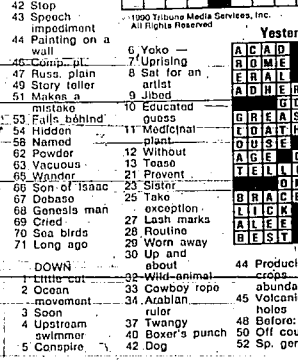 42 Stop
43 Speech
impediment
44 Painting on a
wall
46 Comp. pt.
47 Russ. plain
49 Story teller
51 Makes a
mistake
53 Falls behind
54 Hidden
58 Named
62 Powder
63 Vacuous
65 Wander
66 Son of Isaac
67 Debase
68 Genesis man
69 Cried
70 Sea birds
71 Long ago
DOWN
1 Little cut
2 Ocean
movement
3 Soon
4 Upstream
swimmer
5 Conspire
©1990 Tribune Media Services, Inc.
All Rights Reserved
6 Yoko —
7 Uprising
8 Sat for an
artist
9 Jibed
10 Educated
guess
11 Medicinal
plant
12 Without
13 Tease
21 Prevent
23 Sister
25 Take
exception
27 Lash marks
28 Routine
29 Worn away
30 Up and
about
32 Wild animal
33 Cowboy rope
34 Arabian
ruler
37 Twangy
40 Boxer's punch
42 Dog
Yester
ACAD
ROME
ERAL
ADHER
GT
GREAS
LOATH
OUSE
AGE
TELLI
BRACE
LICK
ALEE
BEST
44 Produc
crops
abunda
45 Volcani
holes
48 Before:
50 Off cou
52 Sp. ger